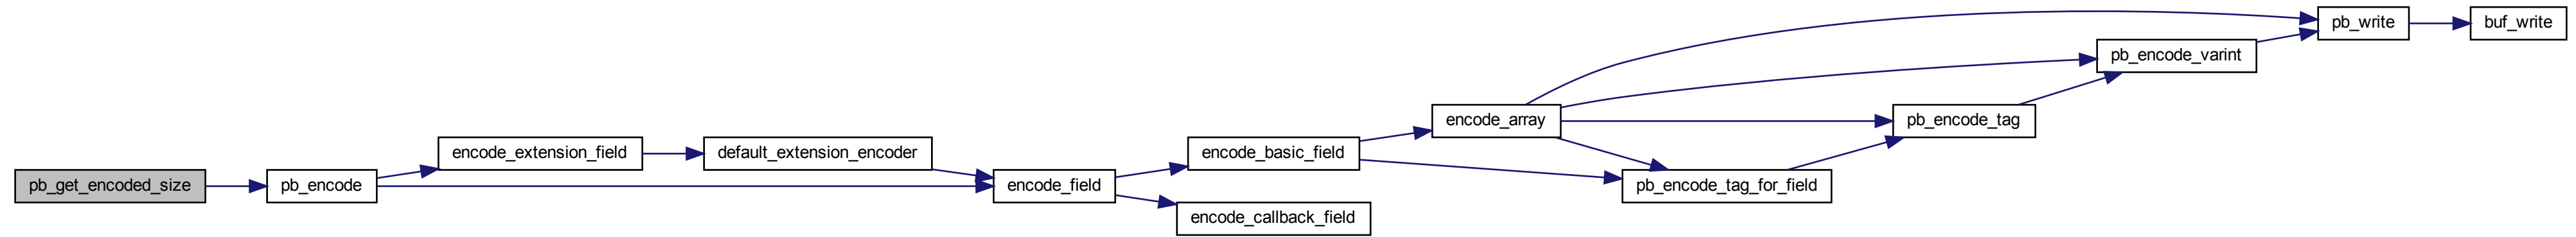 pb_get_encoded_size
pb_encode
encode_extension_field
default_extension_encoder
encode_field
encode_basic_field
encode_callback_field
encode_array
pb_encode_tag_for_field
pb_encode_tag
pb_encode_varint
pb_write
buf_write